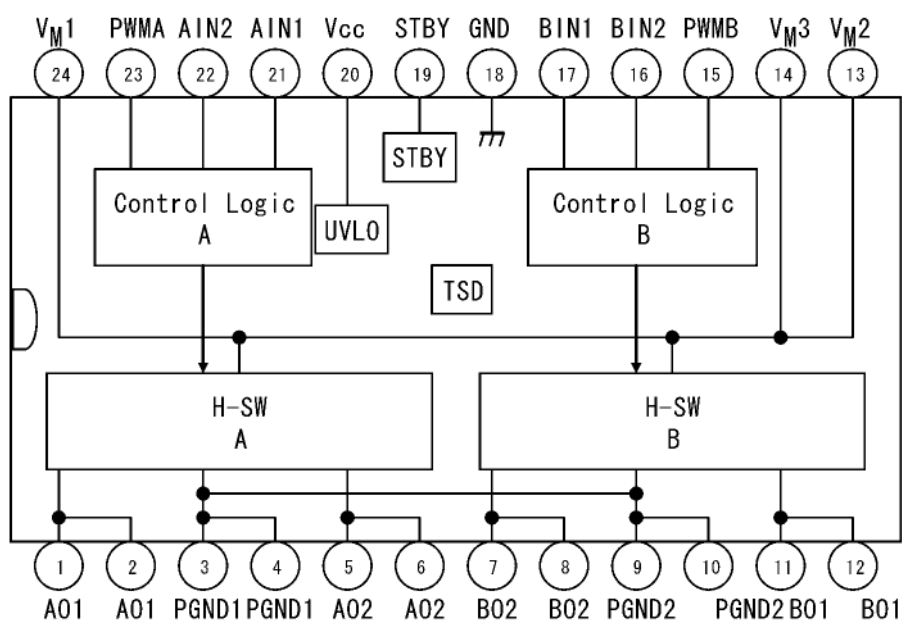 VM1 PWMA AIN2 AIN1 Vcc STBY GND BIN1 BIN2 PWMB VM3 VM2
24 23 22 21 20 19 18 17 16 15 14 13
STBY
Control Logic
A
UVLO
Control Logic
B
TSD
H-SW
A
H-SW
B
1 2 3 4 5 6 7 8 9 10 11 12
AO1 AO1 PGND1 PGND1 AO2 AO2 BO2 BO2 PGND2 PGND2 BO1 BO1